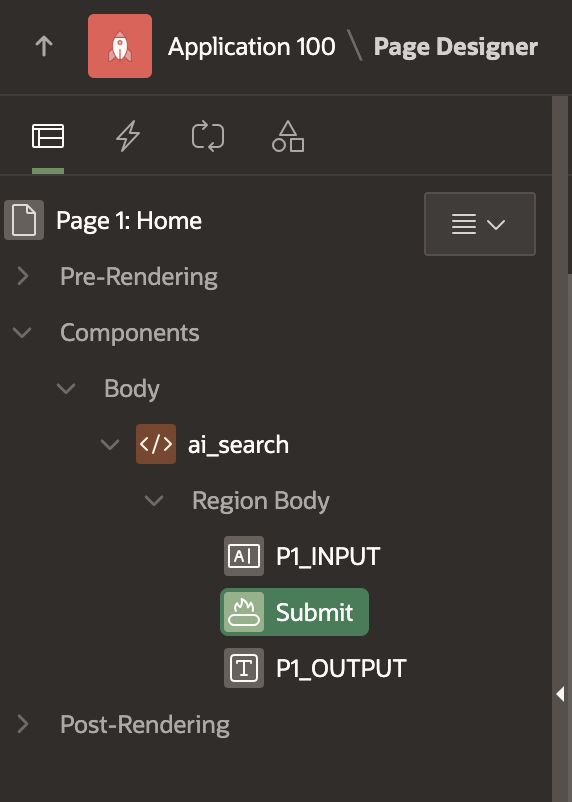 Application 100 \ Page Designer
Page 1: Home
Pre-Rendering
Components
Body
</> ai_search
Region Body
A| P1_INPUT
Submit
T P1_OUTPUT
Post-Rendering